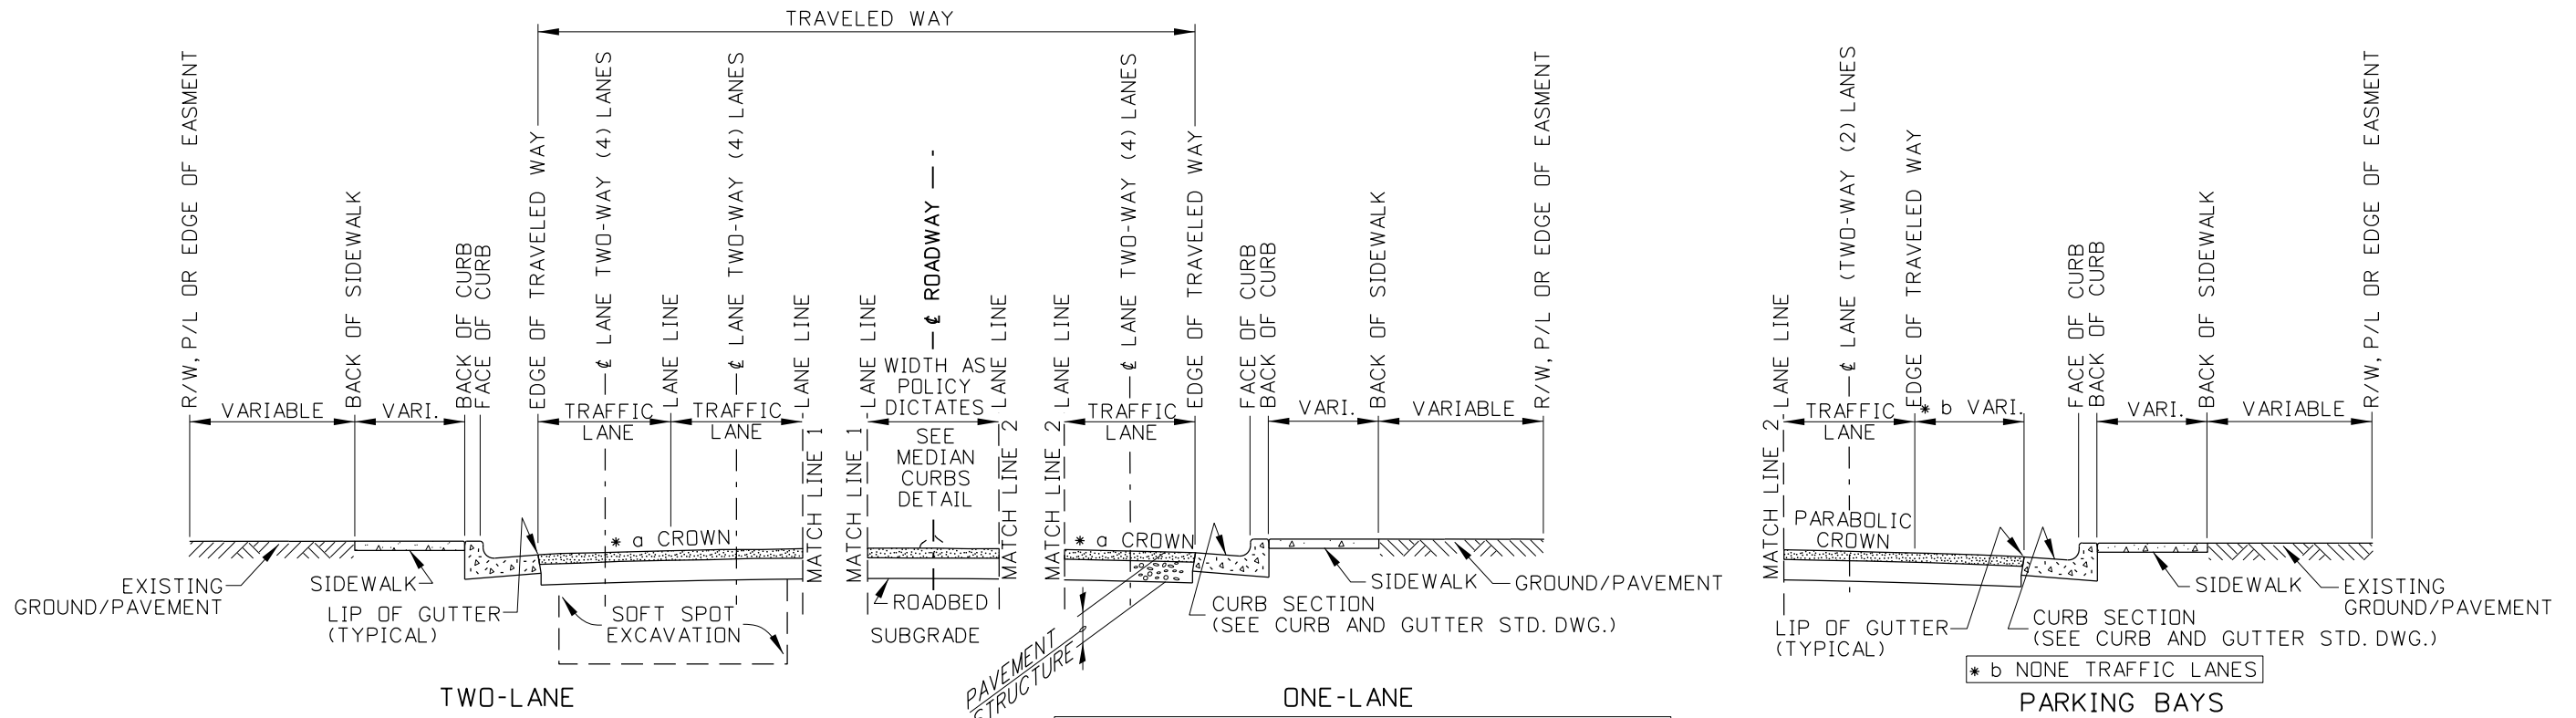 TRAVELED WAY
R/W, P/L OR EDGE OF EASMENT
BACK OF SIDEWALK
BACK OF CURB
FACE OF CURB
EDGE OF TRAVELED WAY
℄ LANE TWO-WAY (4) LANES
LANE LINE
℄ LANE TWO-WAY (4) LANES
LANE LINE
MATCH LINE 1
VARIABLE
VARI.
TRAFFIC
LANE
TRAFFIC
LANE
* a CROWN
EXISTING
GROUND/PAVEMENT
SIDEWALK
LIP OF GUTTER
(TYPICAL)
SOFT SPOT
EXCAVATION
TWO-LANE
LANE LINE
MATCH LINE 1
℄ ROADWAY
WIDTH AS
POLICY
DICTATES
SEE
MEDIAN
CURBS
DETAIL
LANE LINE
MATCH LINE 2
ROADBED
SUBGRADE
LANE LINE
MATCH LINE 2
℄ LANE TWO-WAY (4) LANES
EDGE OF TRAVELED WAY
FACE OF CURB
BACK OF CURB
BACK OF SIDEWALK
R/W, P/L OR EDGE OF EASMENT
TRAFFIC
LANE
VARI.
VARIABLE
* a CROWN
SIDEWALK
GROUND/PAVEMENT
CURB SECTION
(SEE CURB AND GUTTER STD. DWG.)
PAVEMENT
STRUCTURE
ONE-LANE
LANE LINE
MATCH LINE 2
℄ LANE (TWO-WAY (2) LANES
EDGE OF TRAVELED WAY
FACE OF CURB
BACK OF CURB
BACK OF SIDEWALK
R/W, P/L OR EDGE OF EASMENT
TRAFFIC
LANE
* b VARI.
VARI.
VARIABLE
PARABOLIC
CROWN
SIDEWALK
EXISTING
GROUND/PAVEMENT
LIP OF GUTTER
(TYPICAL)
CURB SECTION
(SEE CURB AND GUTTER STD. DWG.)
* b NONE TRAFFIC LANES
PARKING BAYS